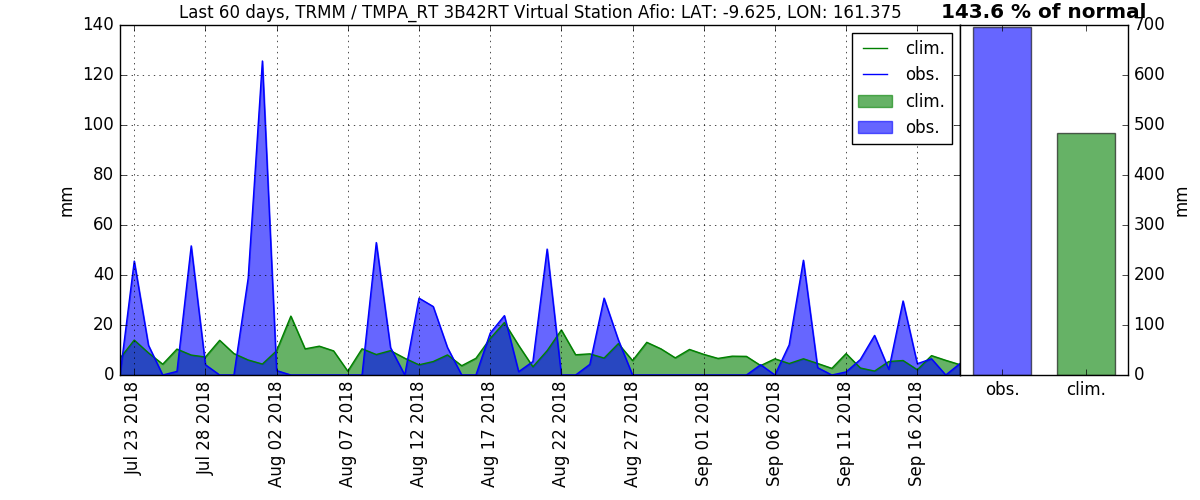 Last 60 days, TRMM / TMPA_RT 3B42RT Virtual Station Afio: LAT: -9.625, LON: 161.375
143.6 % of normal
140
120
100
80
60
40
20
0
mm
clim.
obs.
clim.
obs.
Jul 23 2018
Jul 28 2018
Aug 02 2018
Aug 07 2018
Aug 12 2018
Aug 17 2018
Aug 22 2018
Aug 27 2018
Sep 01 2018
Sep 06 2018
Sep 11 2018
Sep 16 2018
700
600
500
400
300
200
100
0
mm
obs.
clim.